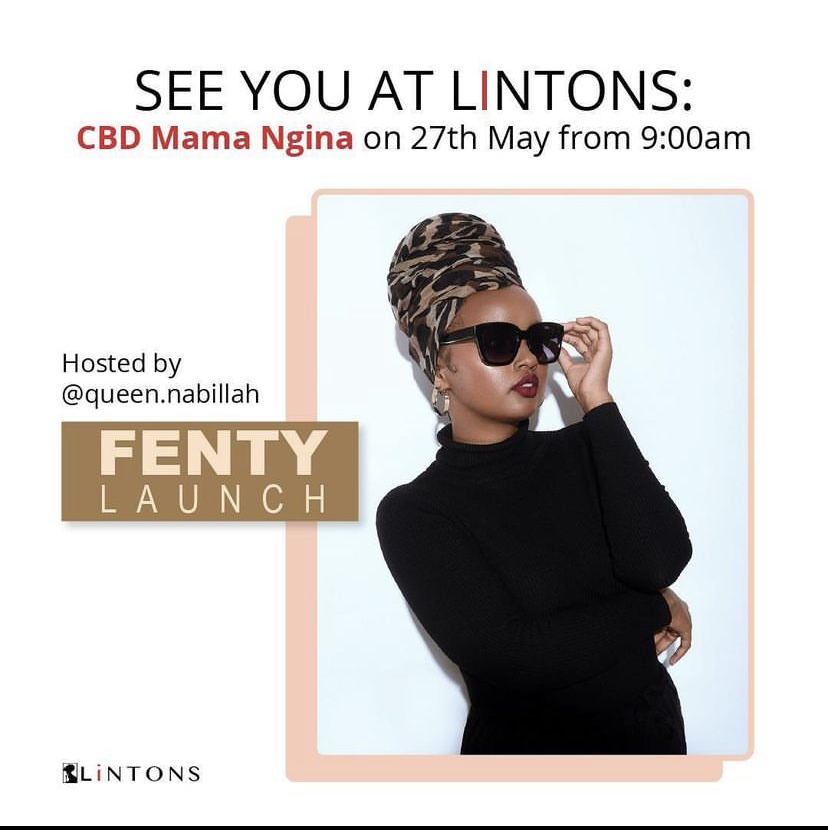 SEE YOU AT LINTONS:
CBD Mama Ngina on 27th May from 9:00am
Hosted by
@queen.nabillah
FENTY
LAUNCH
LiNTONS